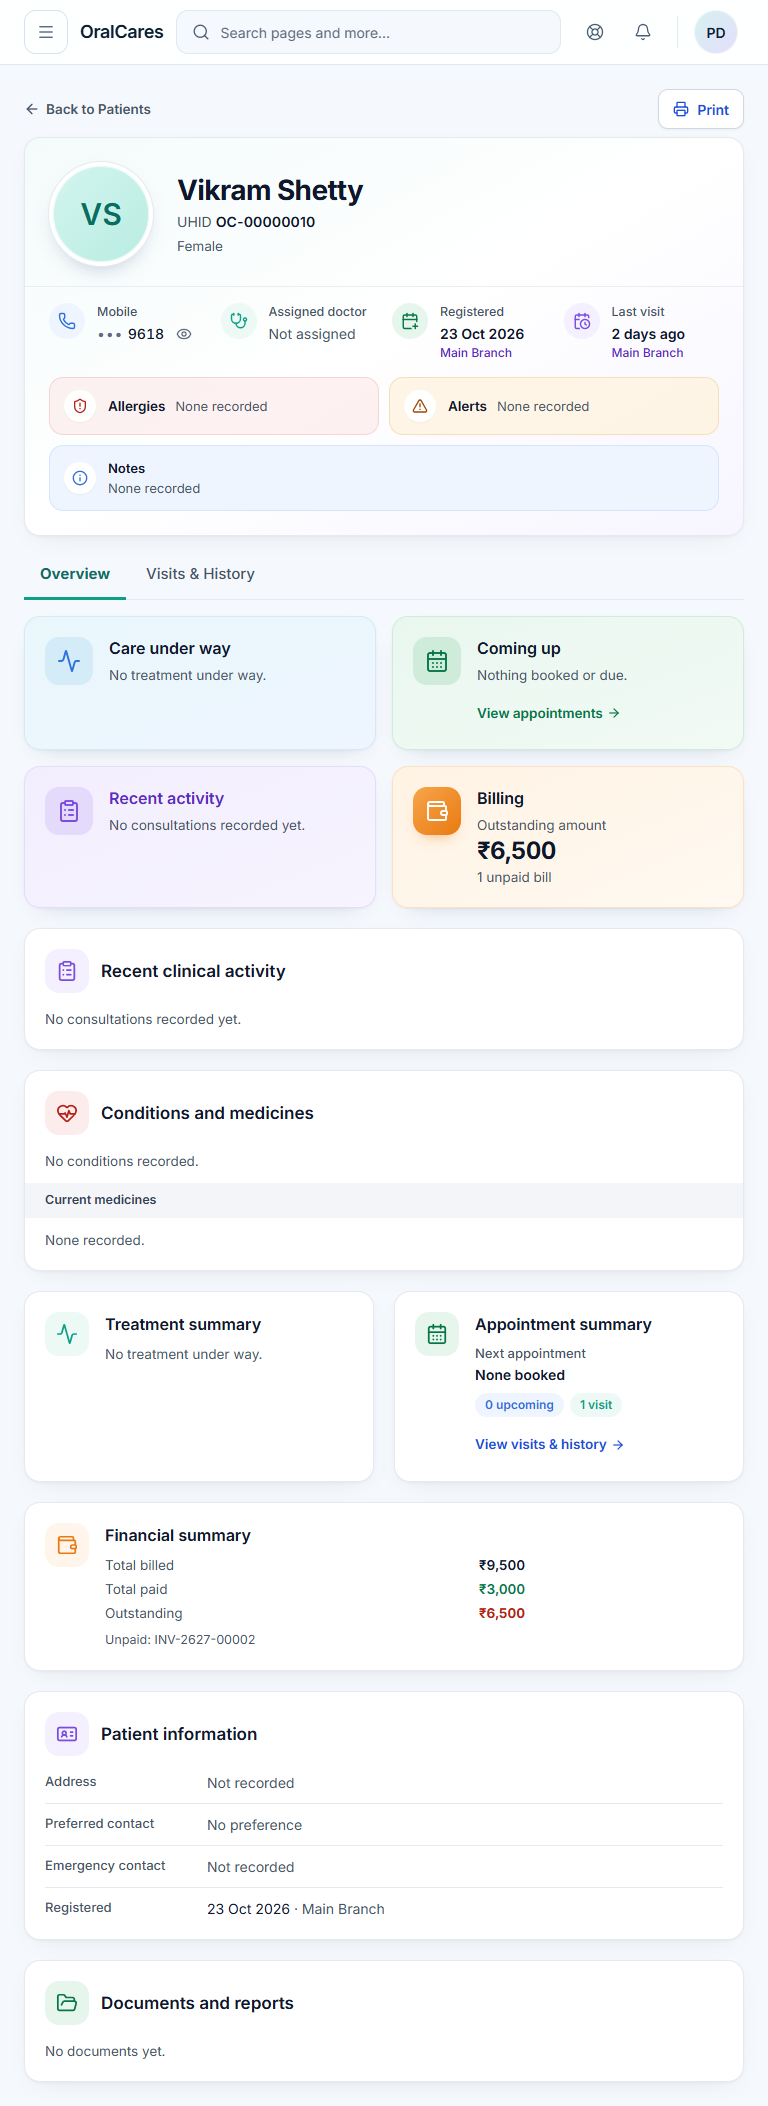 OralCares
Search pages and more...
PD
Back to Patients
Print
VS
Vikram Shetty
UHID OC-00000010
Female
Mobile
••• 9618
Assigned doctor
Not assigned
Registered
23 Oct 2026
Main Branch
Last visit
2 days ago
Main Branch
Allergies None recorded
Alerts None recorded
Notes
None recorded
Overview
Visits & History
Care under way
No treatment under way.
Coming up
Nothing booked or due.
View appointments →
Recent activity
No consultations recorded yet.
Billing
Outstanding amount
₹6,500
1 unpaid bill
Recent clinical activity
No consultations recorded yet.
Conditions and medicines
No conditions recorded.
Current medicines
None recorded.
Treatment summary
No treatment under way.
Appointment summary
Next appointment
None booked
0 upcoming
1 visit
View visits & history →
Financial summary
Total billed ₹9,500
Total paid ₹3,000
Outstanding ₹6,500
Unpaid: INV-2627-00002
Patient information
Address Not recorded
Preferred contact No preference
Emergency contact Not recorded
Registered 23 Oct 2026 · Main Branch
Documents and reports
No documents yet.